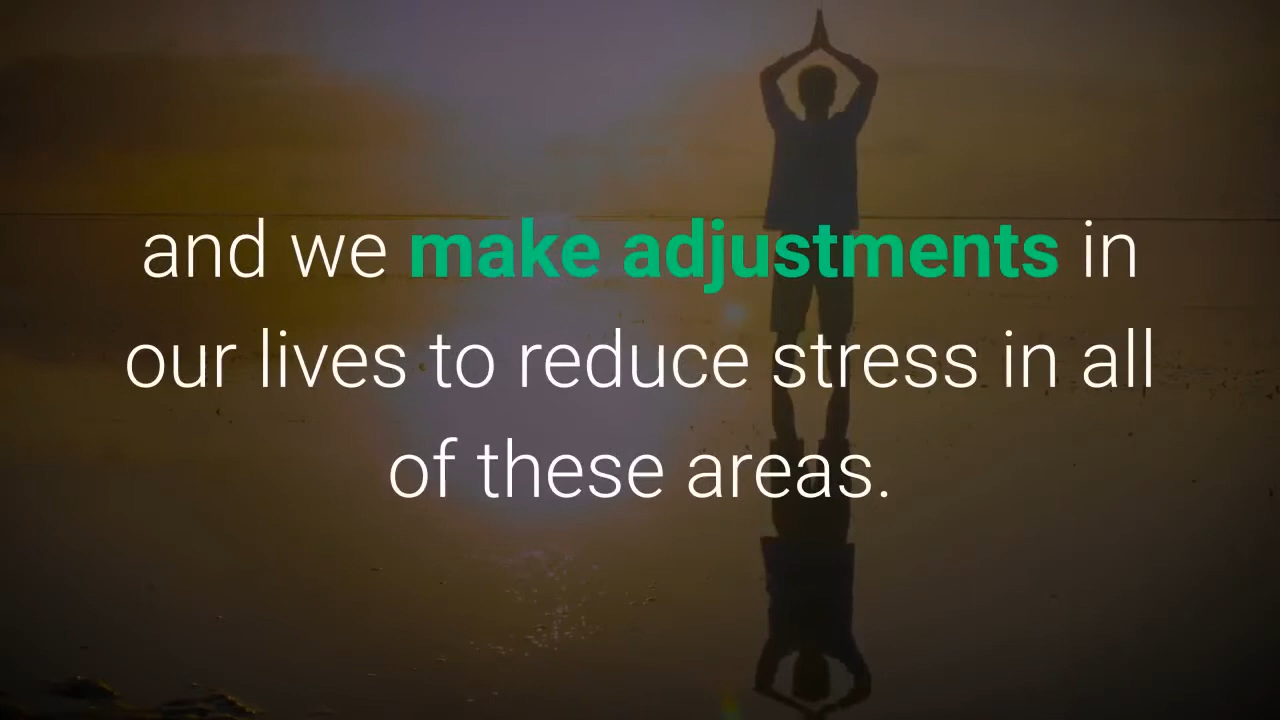 and we make adjustments in
our lives to reduce stress in all
of these areas.